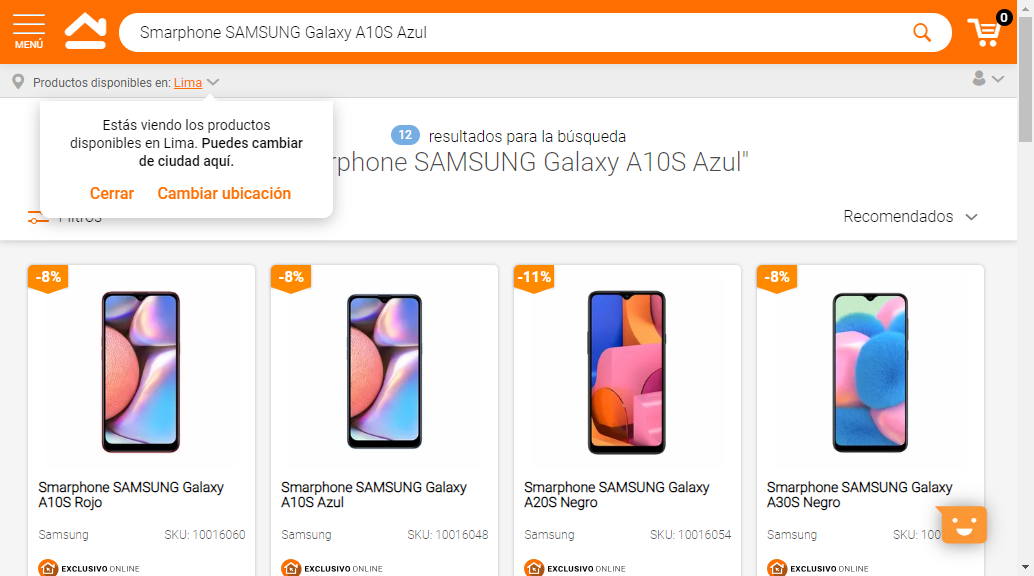 MENÚ
Smarphone SAMSUNG Galaxy A10S Azul
0
Productos disponibles en: Lima
Estás viendo los productos
disponibles en Lima. Puedes cambiar
de ciudad aquí.
Cerrar Cambiar ubicación
12 resultados para la búsqueda
SAMSUNG Galaxy A10S Azul"
Filtros
Recomendados
-8%
-8%
-11%
-8%
Smarphone SAMSUNG Galaxy
A10S Rojo
Samsung SKU: 10016060
EXCLUSIVO ONLINE
Smarphone SAMSUNG Galaxy
A10S Azul
Samsung SKU: 10016048
EXCLUSIVO ONLINE
Smarphone SAMSUNG Galaxy
A20S Negro
Samsung SKU: 10016054
EXCLUSIVO ONLINE
Smarphone SAMSUNG Galaxy
A30S Negro
Samsung SKU:
EXCLUSIVO ONLINE